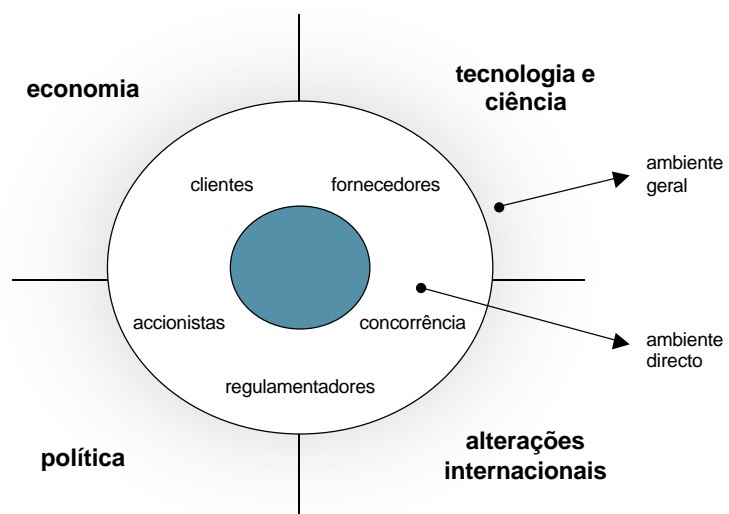 economia
tecnologia e
ciência
ambiente
geral
clientes
fornecedores
accionistas
concorrência
ambiente
directo
regulamentadores
política
alterações
internacionais